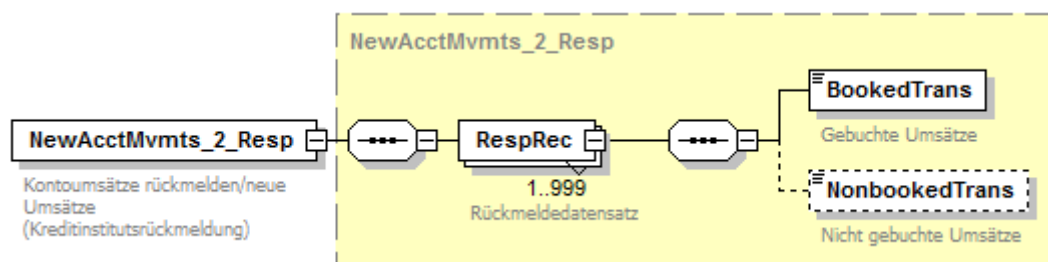 NewAcctMvmts_2_Resp
BookedTrans
Gebuchte Umsätze
NewAcctMvmts_2_Resp
RespRec
1..999
Rückmeldedatensatz
Kontoumsätze rückmelden/neue
Umsätze
(Kreditinstitutsrückmeldung)
NonbookedTrans
Nicht gebuchte Umsätze